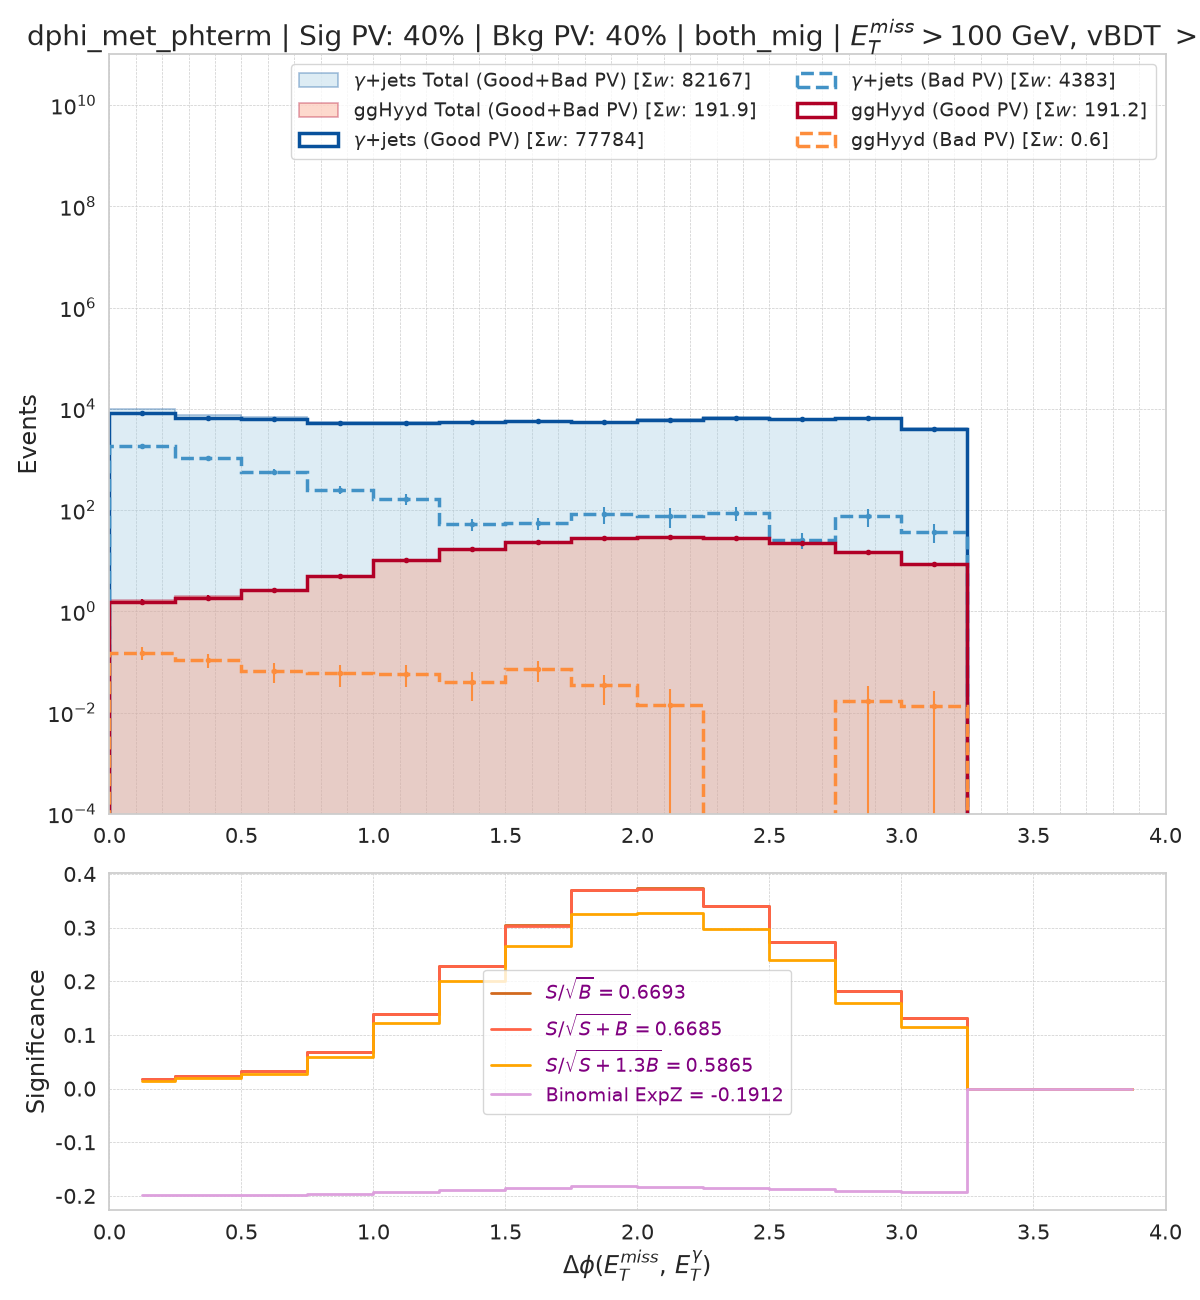 dphi_met_phterm | Sig PV: 40% | Bkg PV: 40% | both_mig | $E_T^{miss}$ > 100 GeV, vBDT >
γ+jets Total (Good+Bad PV) [Σw: 82167]
ggHyyd Total (Good+Bad PV) [Σw: 191.9]
γ+jets (Good PV) [Σw: 77784]
γ+jets (Bad PV) [Σw: 4383]
ggHyyd (Good PV) [Σw: 191.2]
ggHyyd (Bad PV) [Σw: 0.6]
Events
$10^{10}$
$10^{8}$
$10^{6}$
$10^{4}$
$10^{2}$
$10^{0}$
$10^{-2}$
$10^{-4}$
0.0 0.5 1.0 1.5 2.0 2.5 3.0 3.5 4.0
Significance
0.4
0.3
0.2
0.1
0.0
-0.1
-0.2
$S/\sqrt{B}$ = 0.6693
$S/\sqrt{S+B}$ = 0.6685
$S/\sqrt{S+1.3B}$ = 0.5865
Binomial ExpZ = -0.1912
0.0 0.5 1.0 1.5 2.0 2.5 3.0 3.5 4.0
$\Delta\phi(E_T^{miss}, E_T^{\gamma})$